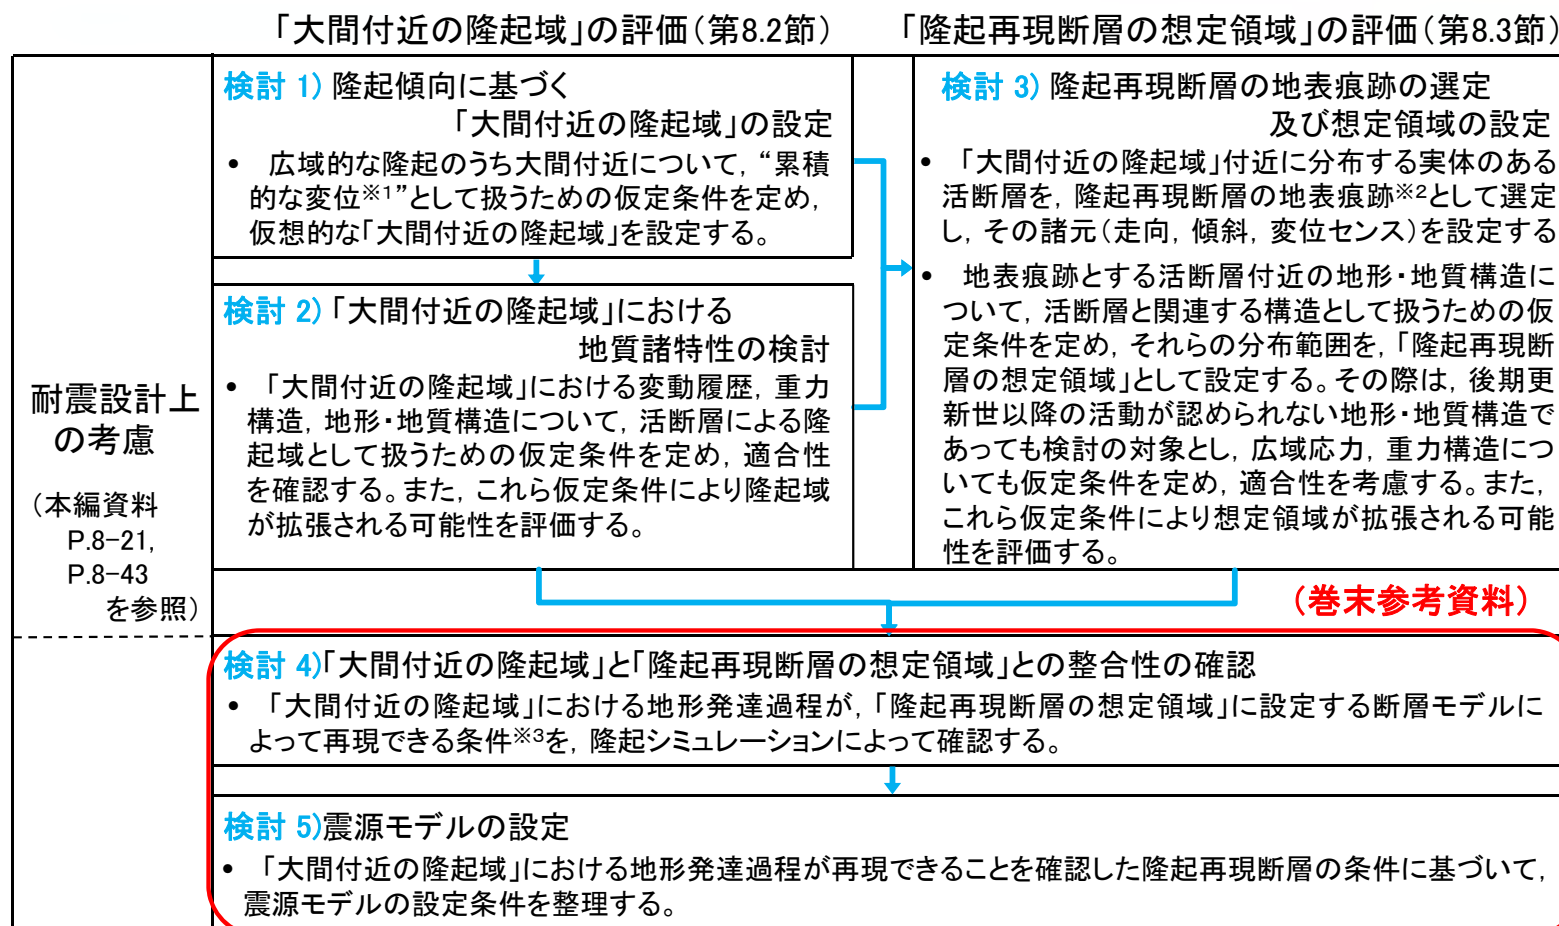 「大間付近の隆起域」の評価（第8.2節）
「隆起再現断層の想定領域」の評価（第8.3節）
耐震設計上
の考慮
（本編資料
P.8-21，
P.8-43
を参照）
検討 1) 隆起傾向に基づく
「大間付近の隆起域」の設定
• 広域的な隆起のうち大間付近について，“累積
的な変位※1”として扱うための仮定条件を定め，
仮想的な「大間付近の隆起域」を設定する。
検討 2)「大間付近の隆起域」における
地質諸特性の検討
• 「大間付近の隆起域」における変動履歴，重力
構造，地形・地質構造について，活断層による隆
起域として扱うための仮定条件を定め，適合性
を確認する。また，これら仮定条件により隆起域
が拡張される可能性を評価する。
検討 3) 隆起再現断層の地表痕跡の選定
及び想定領域の設定
• 「大間付近の隆起域」付近に分布する実体のある
活断層を，隆起再現断層の地表痕跡※2として選定
し，その諸元（走向，傾斜，変位センス）を設定する
• 地表痕跡とする活断層付近の地形・地質構造に
ついて，活断層と関連する構造として扱うための仮
定条件を定め，それらの分布範囲を，「隆起再現断
層の想定領域」として設定する。その際は，後期更
新世以降の活動が認められない地形・地質構造で
あっても検討の対象とし，広域応力，重力構造につ
いても仮定条件を定め，適合性を考慮する。また，
これら仮定条件により想定領域が拡張される可能
性を評価する。
（巻末参考資料）
検討 4)「大間付近の隆起域」と「隆起再現断層の想定領域」との整合性の確認
• 「大間付近の隆起域」における地形発達過程が，「隆起再現断層の想定領域」に設定する断層モデルに
よって再現できる条件※3を，隆起シミュレーションによって確認する。
検討 5)震源モデルの設定
• 「大間付近の隆起域」における地形発達過程が再現できることを確認した隆起再現断層の条件に基づいて，
震源モデルの設定条件を整理する。